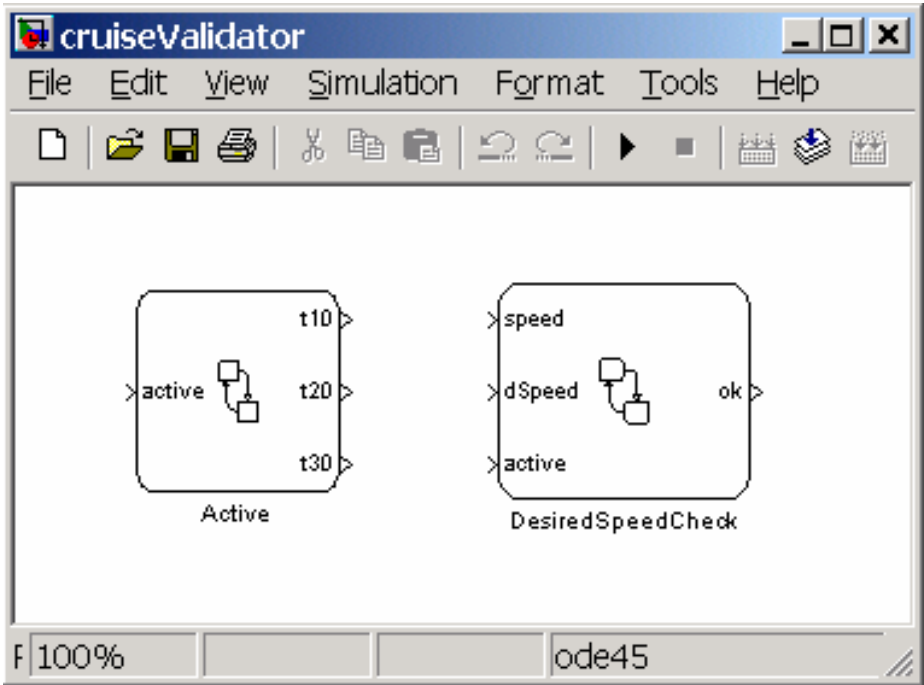 cruiseValidator
File Edit View Simulation Format Tools Help
t10
active t20
t30
Active
speed
dSpeed ok
active
DesiredSpeedCheck
F 100% ode45